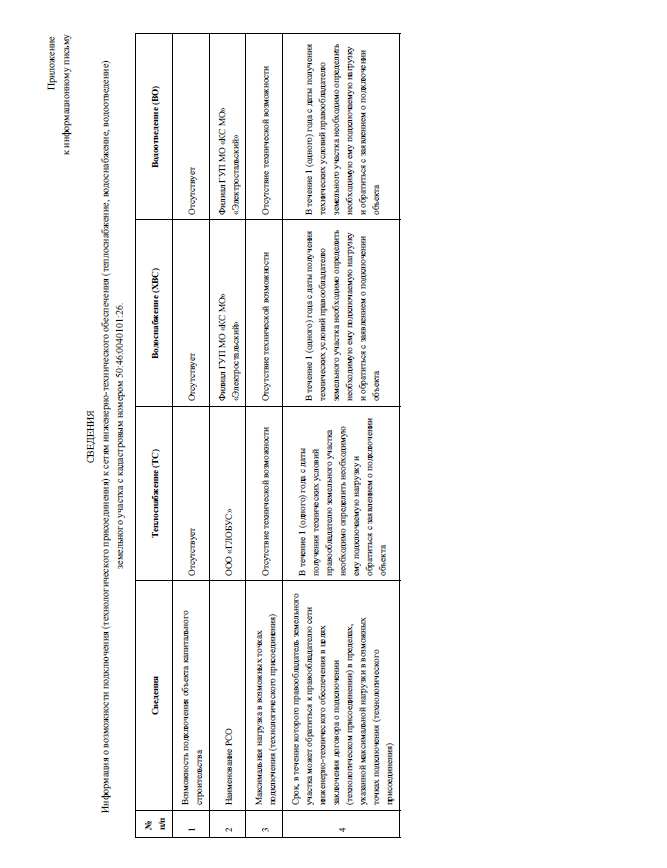 Приложение
к информационному письму
СВЕДЕНИЯ
Информация о возможности подключения (технологического присоединения) к сетям инженерно-технического обеспечения (теплоснабжение, водоснабжение, водоотведение)
земельного участка с кадастровым номером 50:46:0040101:26.
№
п/п
Сведения
Теплоснабжение (ТС)
Водоснабжение (ХВС)
Водоотведение (ВО)
1
Возможность подключения объекта капитального
строительства
Отсутствует
Отсутствует
Отсутствует
2
Наименование РСО
ООО «ГЛОБУС»
Филиал ГУП МО «КС МО»
«Электростальский»
Филиал ГУП МО «КС МО»
«Электростальский»
3
Максимальная нагрузка в возможных точках
подключения (технологического присоединения)
Отсутствие технической возможности
Отсутствие технической возможности
Отсутствие технической возможности
4
Срок, в течение которого правообладатель земельного
участка может обратиться к правообладателю сети
инженерно-технического обеспечения в целях
заключения договора о подключении
(технологическом присоединении) в пределах,
указанной максимальной нагрузки в возможных
точках подключения (технологического
присоединения)
В течение 1 (одного) года с даты
получения технических условий
правообладателю земельного участка
необходимо определить необходимую
ему подключаемую нагрузку и
обратиться с заявлением о подключении
объекта
В течение 1 (одного) года с даты получения
технических условий правообладателю
земельного участка необходимо определить
необходимую ему подключаемую нагрузку
и обратиться с заявлением о подключении
объекта
В течение 1 (одного) года с даты получения
технических условий правообладателю
земельного участка необходимо определить
необходимую ему подключаемую нагрузку
и обратиться с заявлением о подключении
объекта